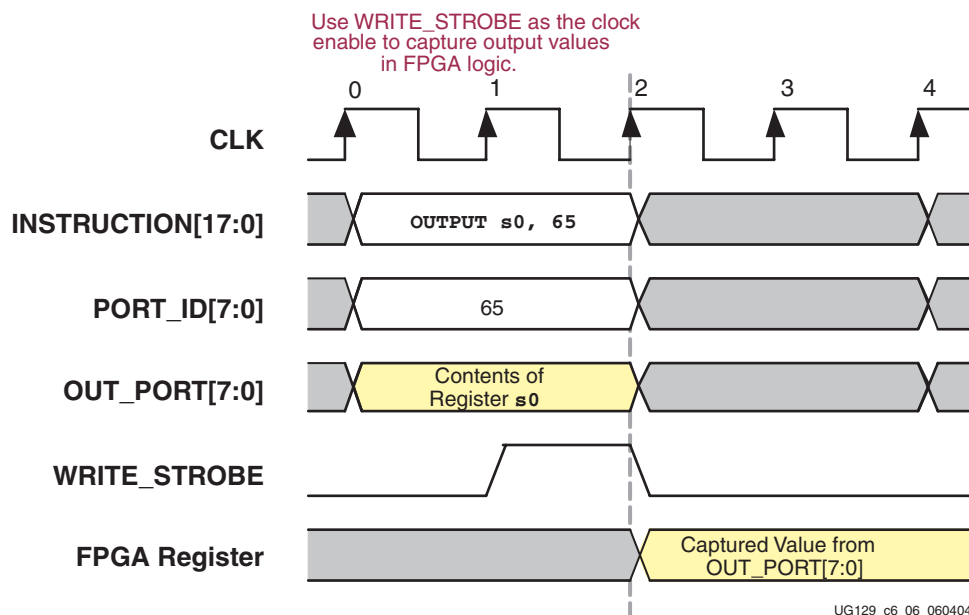 Use WRITE_STROBE as the clock
enable to capture output values
in FPGA logic.
0 1 2 3 4
CLK
INSTRUCTION[17:0]
OUTPUT s0, 65
PORT_ID[7:0]
65
OUT_PORT[7:0]
Contents of
Register s0
WRITE_STROBE
FPGA Register
Captured Value from
OUT_PORT[7:0]
UG129_c6_06_060404